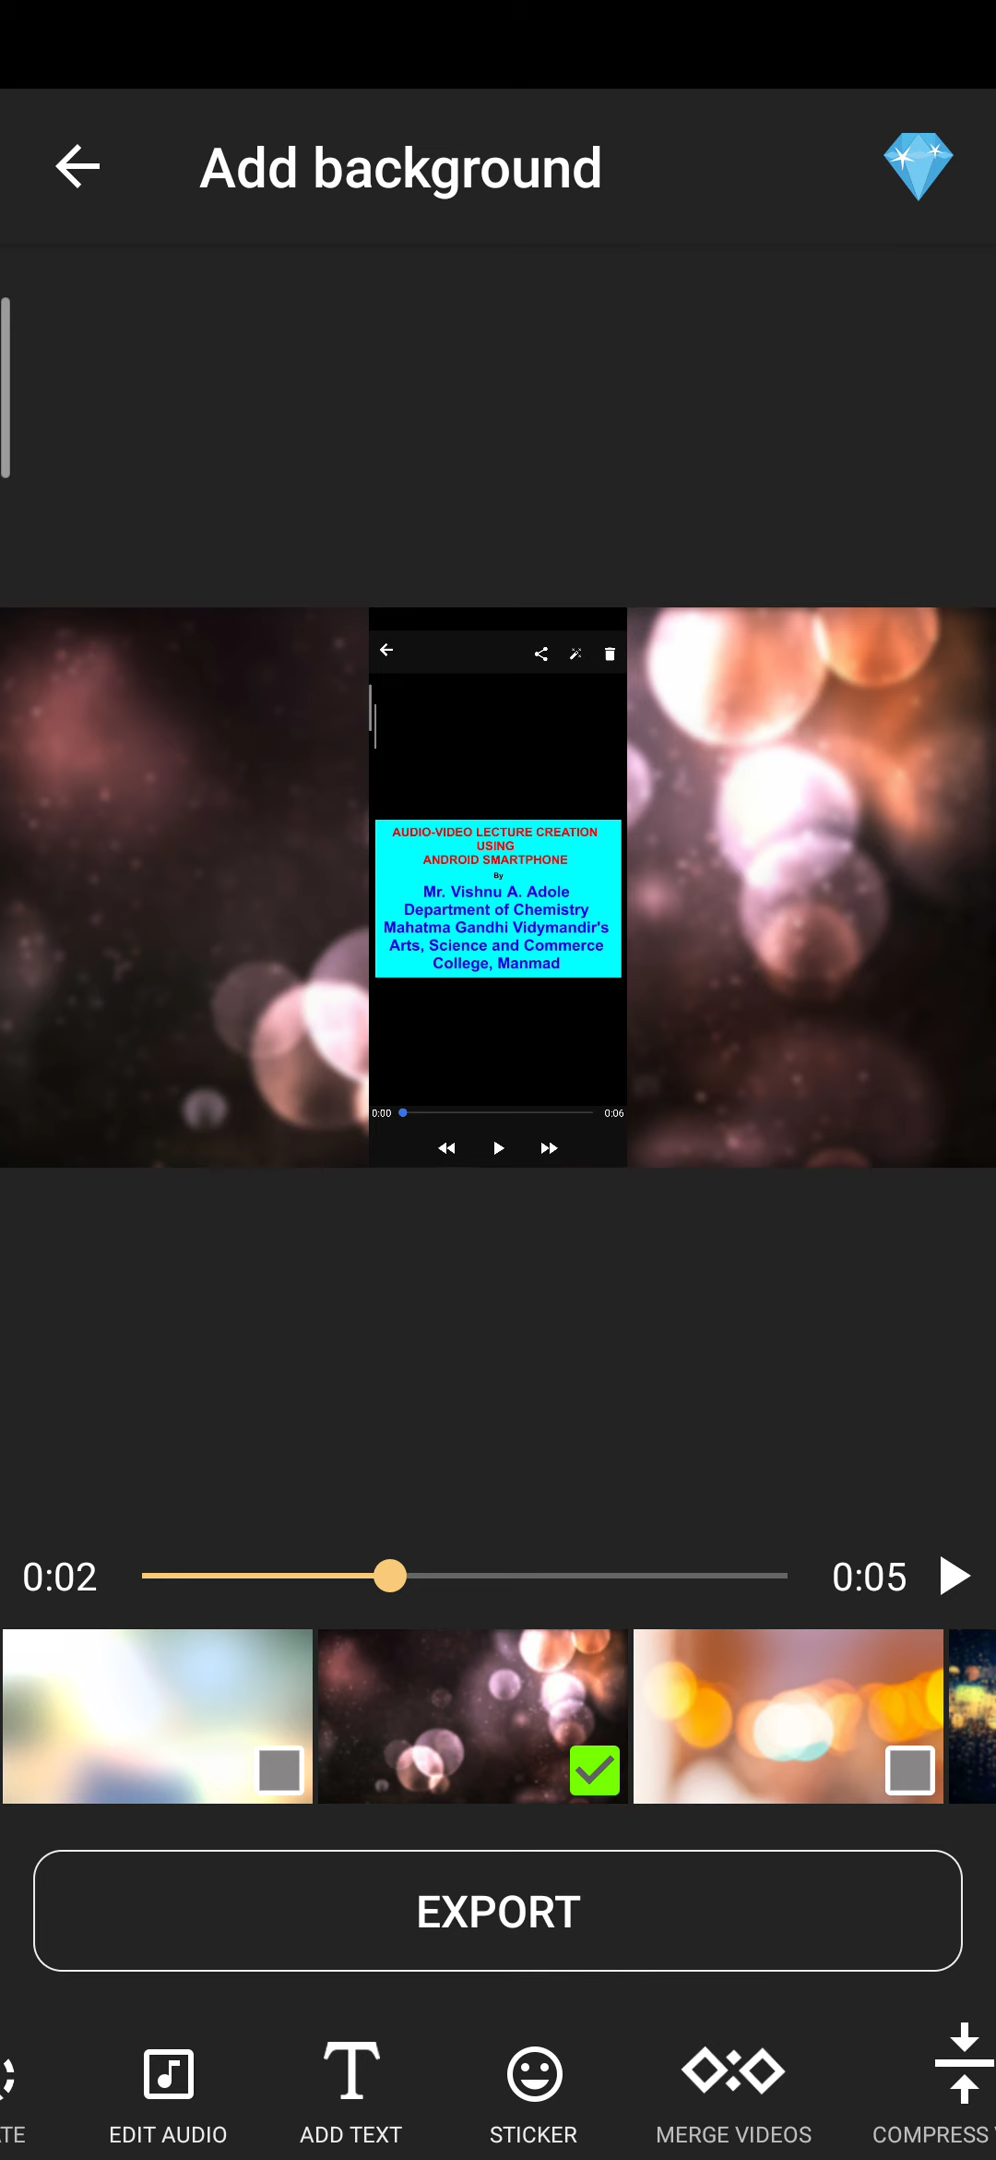 Add background
AUDIO-VIDEO LECTURE CREATION
USING
ANDROID SMARTPHONE
By
Mr. Vishnu A. Adole
Department of Chemistry
Mahatma Gandhi Vidymandir's
Arts, Science and Commerce
College, Manmad
0:00 0:06
0:02 0:05
EXPORT
TE EDIT AUDIO ADD TEXT STICKER MERGE VIDEOS COMPRESS